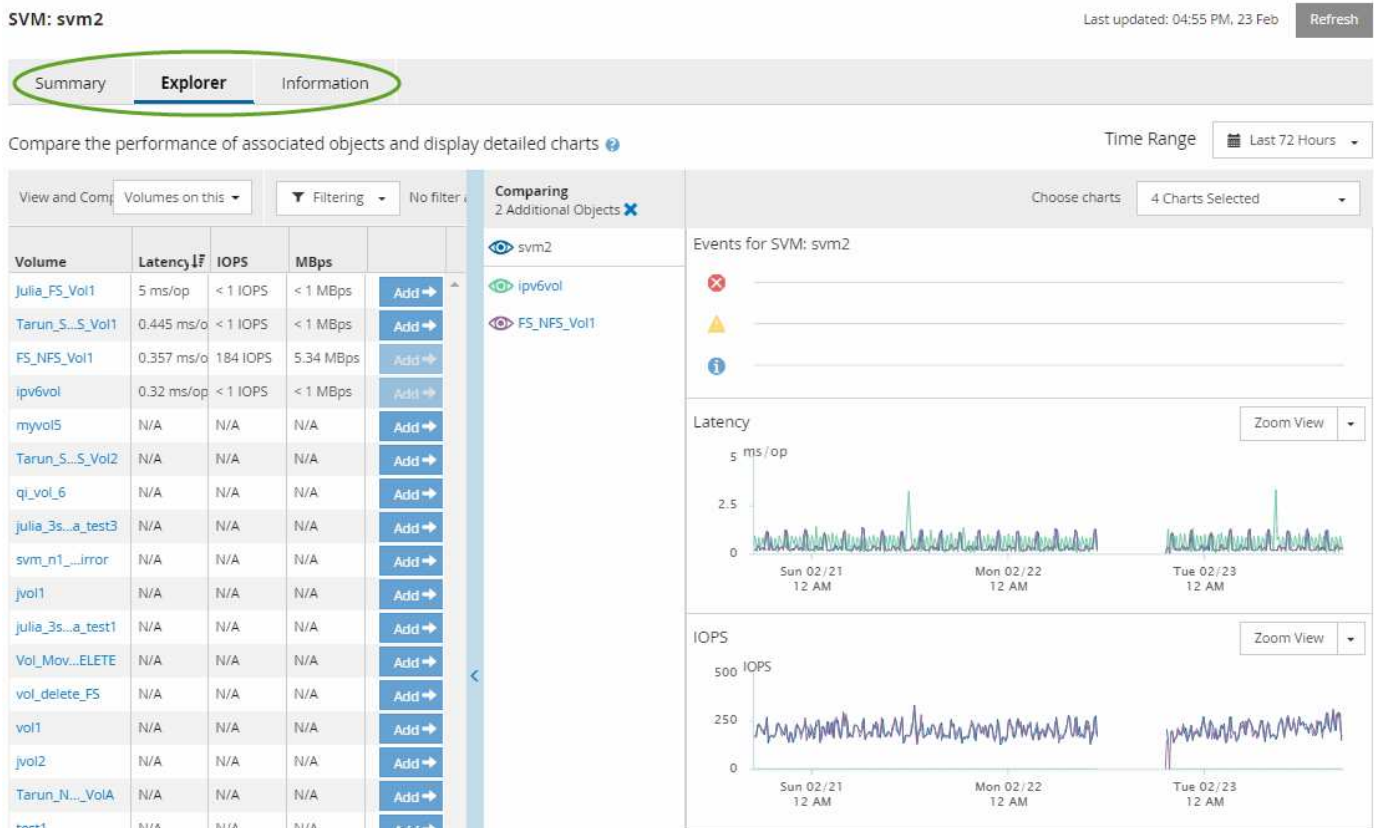 SVM: svm2
Last updated: 04:55 PM, 23 Feb Refresh
Summary Explorer Information
Compare the performance of associated objects and display detailed charts ?
Time Range Last 72 Hours
View and Comp Volumes on this Filtering No filter
Comparing
2 Additional Objects
Choose charts 4 Charts Selected
Volume Latency IOPS MBps
Julia_FS_Vol1 5 ms/op < 1 IOPS < 1 MBps Add
Tarun_S...S_Vol1 0.445 ms/o < 1 IOPS < 1 MBps Add
FS_NFS_Vol1 0.357 ms/o 184 IOPS 5.34 MBps Add
ipv6vol 0.32 ms/op < 1 IOPS < 1 MBps Add
myvol5 N/A N/A N/A Add
Tarun_S...S_Vol2 N/A N/A N/A Add
qi_vol_6 N/A N/A N/A Add
julia_3s...a_test3 N/A N/A N/A Add
svm_n1_...irror N/A N/A N/A Add
jvol1 N/A N/A N/A Add
julia_3s...a_test1 N/A N/A N/A Add
Vol_Mov...ELETE N/A N/A N/A Add
vol_delete_FS N/A N/A N/A Add
vol1 N/A N/A N/A Add
jvol2 N/A N/A N/A Add
Tarun_N..._VolA N/A N/A N/A Add
svm2
ipv6vol
FS_NFS_Vol1
Events for SVM: svm2
Latency Zoom View
ms/op
5
2.5
0
Sun 02/21 Mon 02/22 Tue 02/23
12 AM 12 AM 12 AM
IOPS Zoom View
IOPS
500
250
0
Sun 02/21 Mon 02/22 Tue 02/23
12 AM 12 AM 12 AM